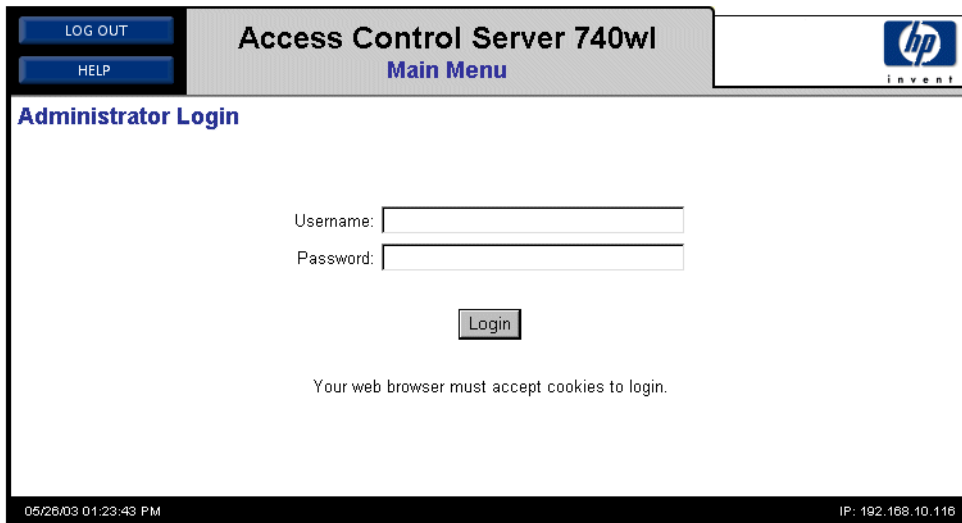 LOG OUT
HELP
Access Control Server 740wl
Main Menu
hp
invent
Administrator Login
Username:
Password:
Login
Your web browser must accept cookies to login.
05/26/03 01:23:43 PM
IP: 192.168.10.116